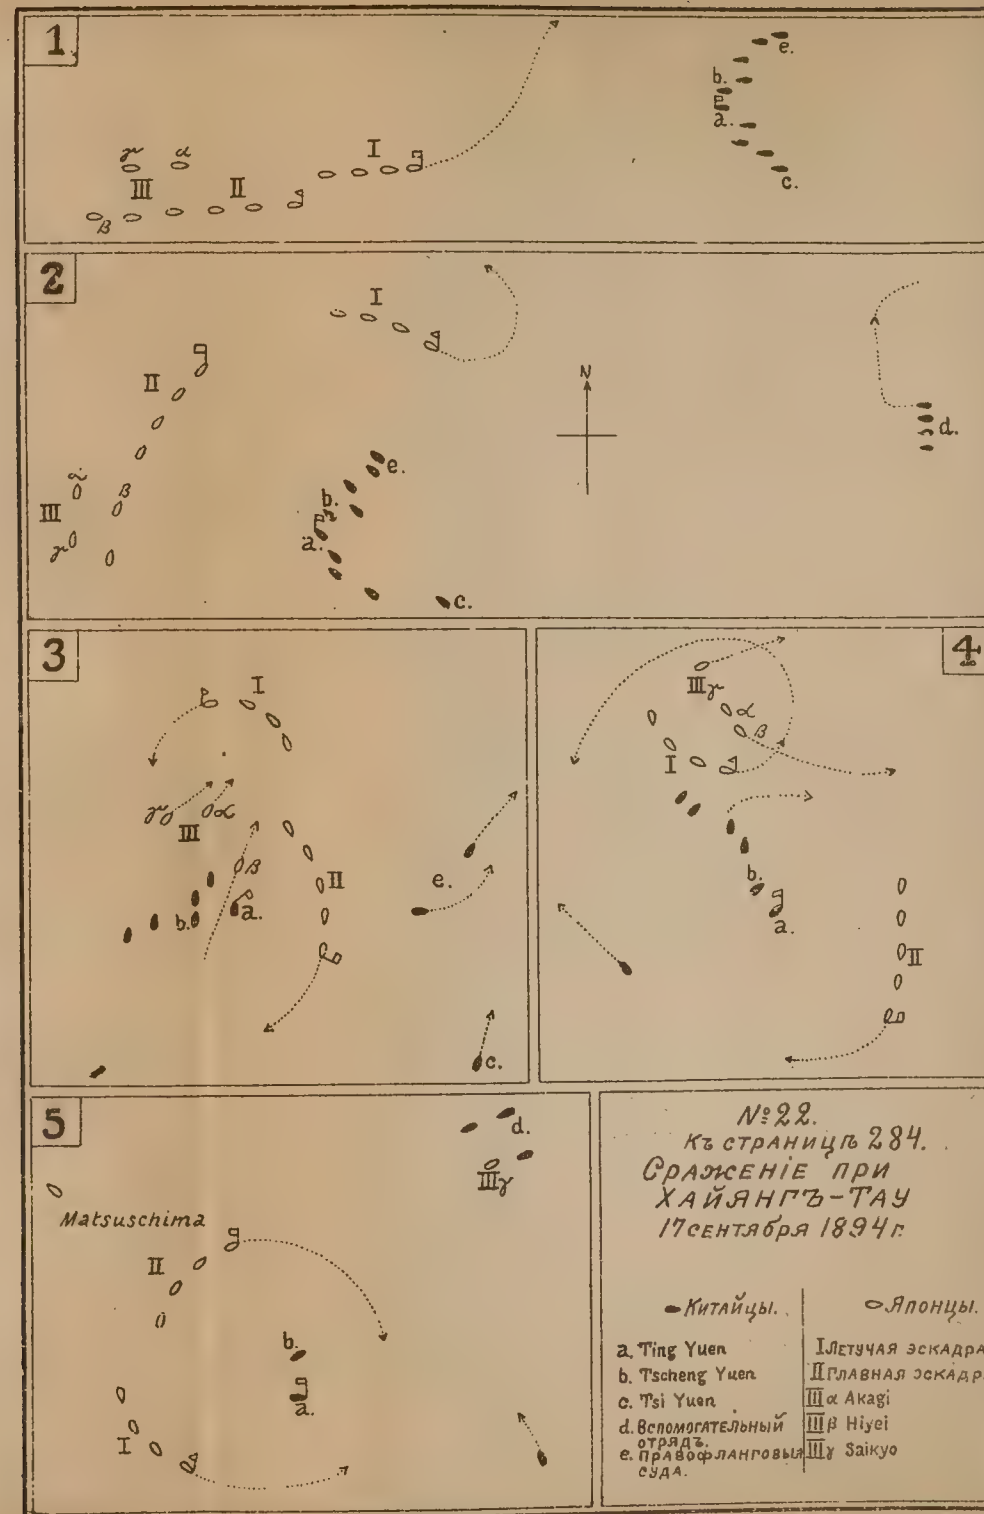 1
e.
b.
a.
c.
γ α
III II I
β
2
I
II
N
e.
d.
α
β
III
γ
b.
a.
c.
3
I
γ α
III
β
II
e.
b. a.
c.
4
III γ
α
β
I
b.
a.
II
5
d.
III γ
Matsuschima
II
b.
a.
I
№22.
Къ страницѣ 284.
Сраженіе при
Хайянгъ-Тау
17 сентября 1894 г.
Китайцы.
a. Ting Yuen
b. Tscheng Yuen
c. Tsi Yuen
d. Вспомогательный
отрядъ.
e. Правофланговыя
суда.
Японцы.
I Летучая эскадра
II Главная эскадр
III α Akagi
III β Hiyei
III γ Saikyo